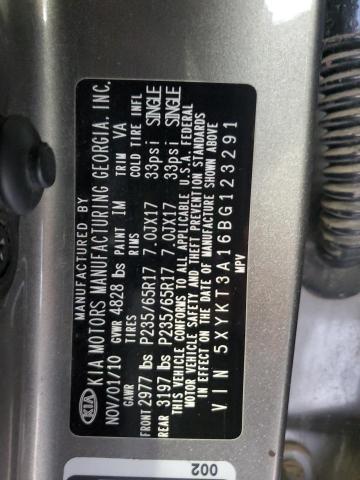 MANUFACTURED BY
KIA KIA MOTORS MANUFACTURING GEORGIA, INC.
NOV/01/10 GVWR 4828 lbs PAINT IM TRIM VA
GAWR TIRES RIMS COLD TIRE INFL
FRONT 2977 lbs P235/65R17 7.0JX17 33psi SINGLE
REAR 3197 lbs P235/65R17 7.0JX17 33psi SINGLE
THIS VEHICLE CONFORMS TO ALL APPLICABLE U.S.A. FEDERAL
MOTOR VEHICLE SAFETY AND THEFT PREVENTION STANDARDS
IN EFFECT ON THE DATE OF MANUFACTURE SHOWN ABOVE
VIN 5XYKT3A16BG123291
MPV
002